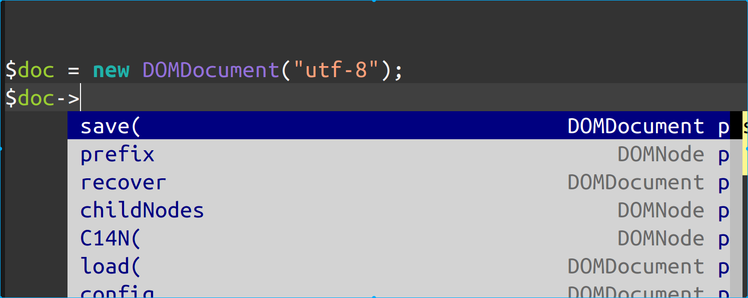 $doc = new DOMDocument("utf-8");
$doc->
save( DOMDocument p
prefix DOMNode p
recover DOMDocument p
childNodes DOMNode p
C14N( DOMNode p
load( DOMDocument p
config DOMDocument p